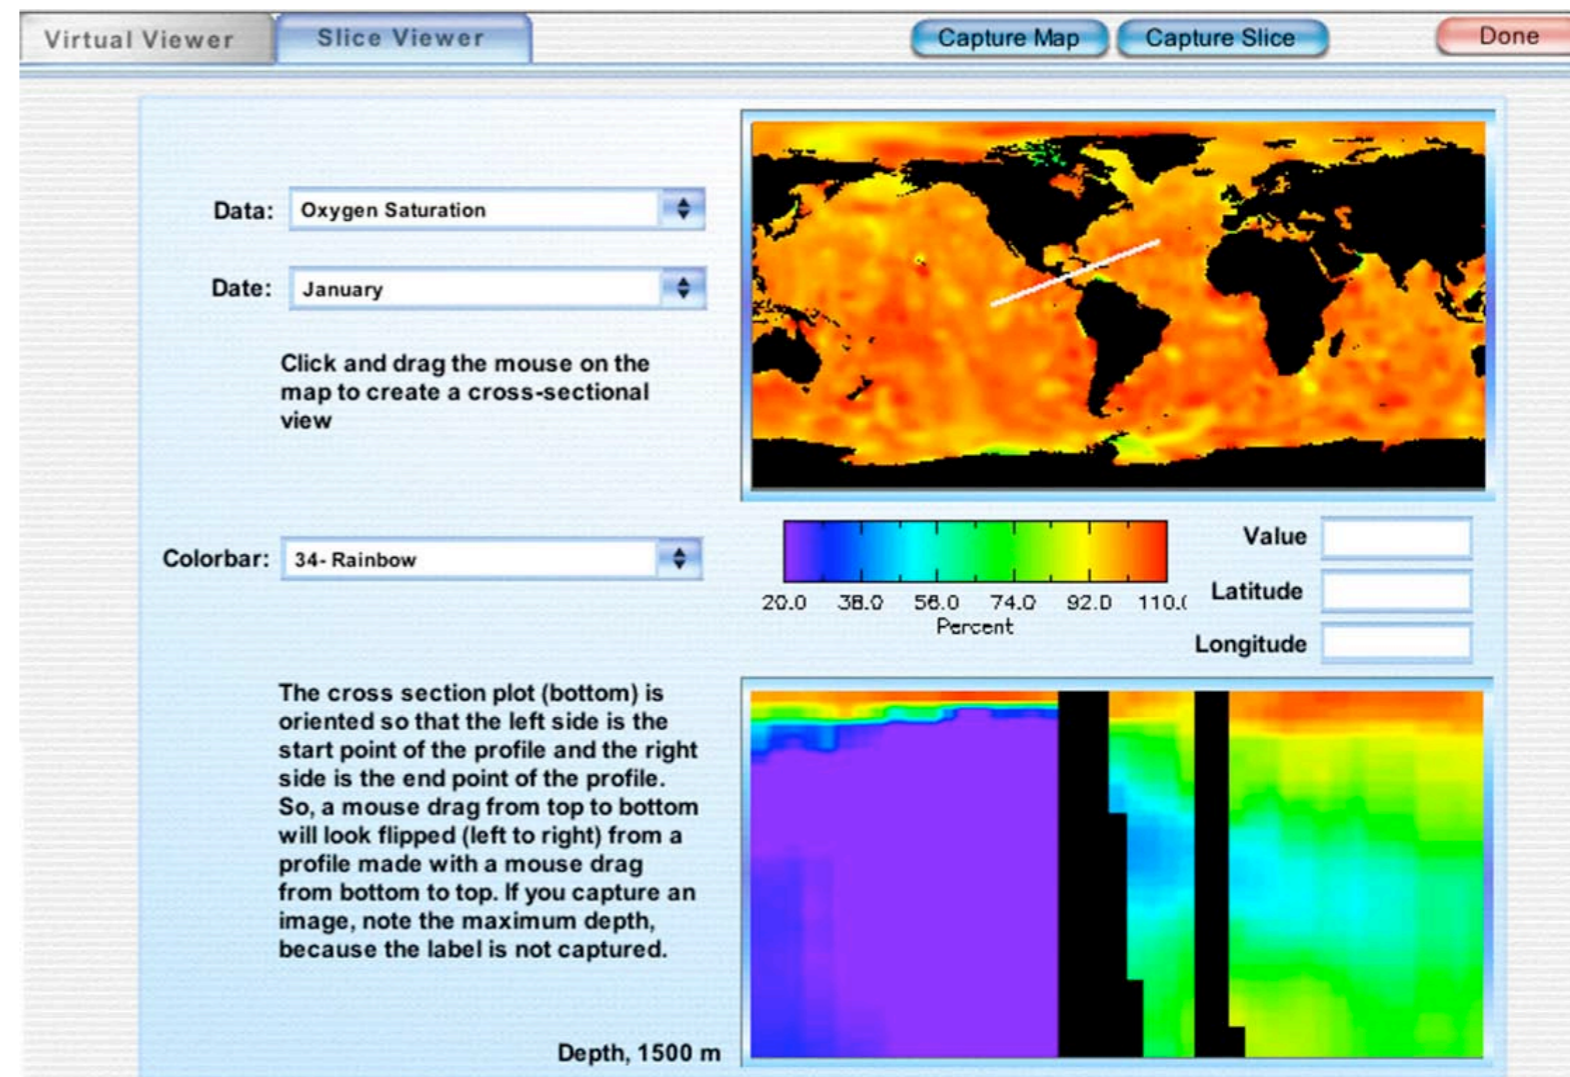 Virtual Viewer
Slice Viewer
Capture Map
Capture Slice
Done
Data:
Oxygen Saturation
Date:
January
Click and drag the mouse on the
map to create a cross-sectional
view
Colorbar:
34- Rainbow
20.0 38.0 56.0 74.0 92.0 110.(
Percent
Value
Latitude
Longitude
The cross section plot (bottom) is
oriented so that the left side is the
start point of the profile and the right
side is the end point of the profile.
So, a mouse drag from top to bottom
will look flipped (left to right) from a
profile made with a mouse drag
from bottom to top. If you capture an
image, note the maximum depth,
because the label is not captured.
Depth, 1500 m